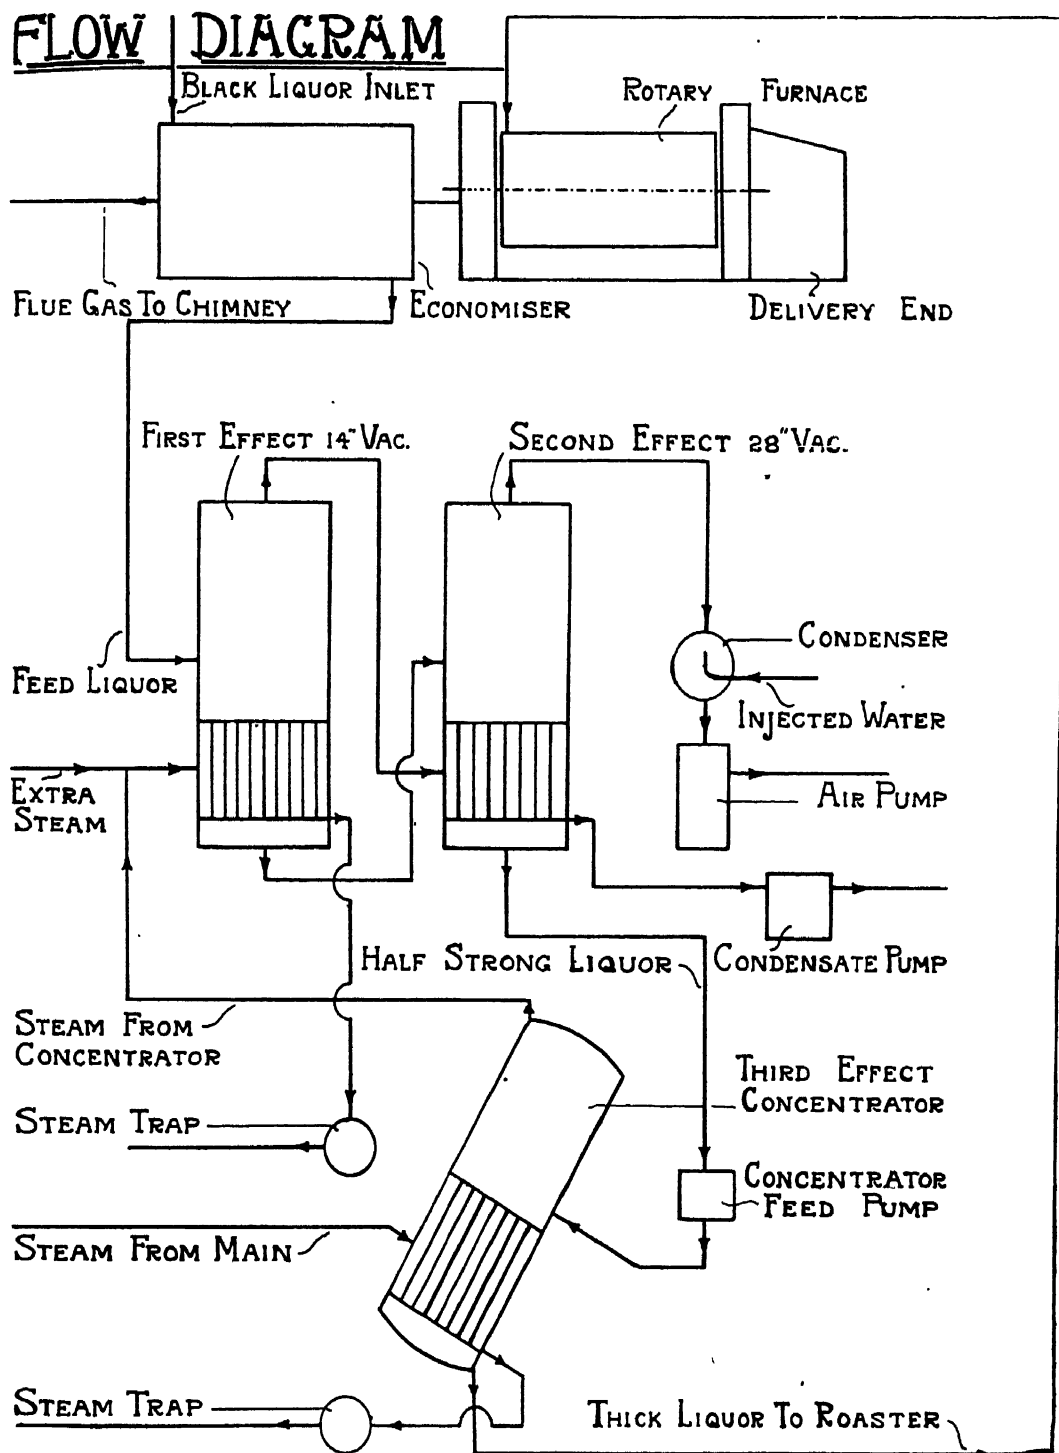 FLOW DIAGRAM
BLACK LIQUOR INLET
ROTARY FURNACE
FLUE GAS TO CHIMNEY
ECONOMISER
DELIVERY END
FIRST EFFECT 14" VAC.
SECOND EFFECT 28" VAC.
CONDENSER
FEED LIQUOR
INJECTED WATER
EXTRA
STEAM
AIR PUMP
HALF STRONG LIQUOR
CONDENSATE PUMP
STEAM FROM
CONCENTRATOR
THIRD EFFECT
CONCENTRATOR
STEAM TRAP
CONCENTRATOR
FEED PUMP
STEAM FROM MAIN
STEAM TRAP
THICK LIQUOR TO ROASTER